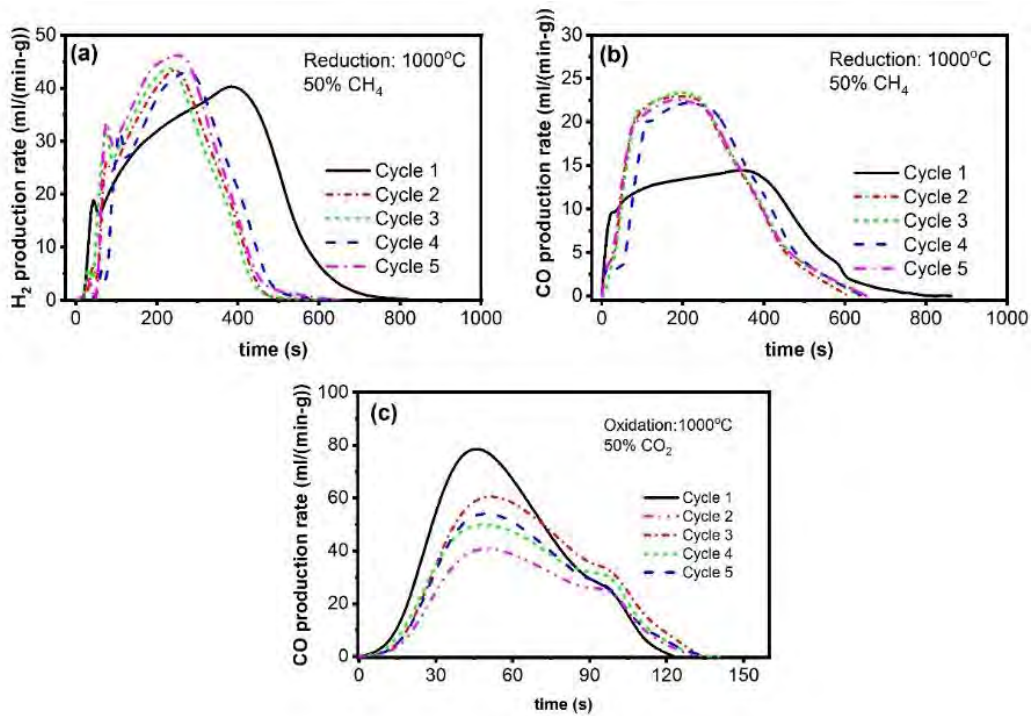 (a)
Reduction: 1000°C
50% CH₄
Cycle 1
Cycle 2
Cycle 3
Cycle 4
Cycle 5
H₂ production rate (ml/(min-g))
50
40
30
20
10
0
0 200 400 600 800 1000
time (s)
(b)
Reduction: 1000°C
50% CH₄
Cycle 1
Cycle 2
Cycle 3
Cycle 4
Cycle 5
CO production rate (ml/(min-g))
30
25
20
15
10
5
0
0 200 400 600 800 1000
time (s)
(c)
Oxidation:1000°C
50% CO₂
Cycle 1
Cycle 2
Cycle 3
Cycle 4
Cycle 5
CO production rate (ml/(min-g))
100
80
60
40
20
0
0 30 60 90 120 150
time (s)